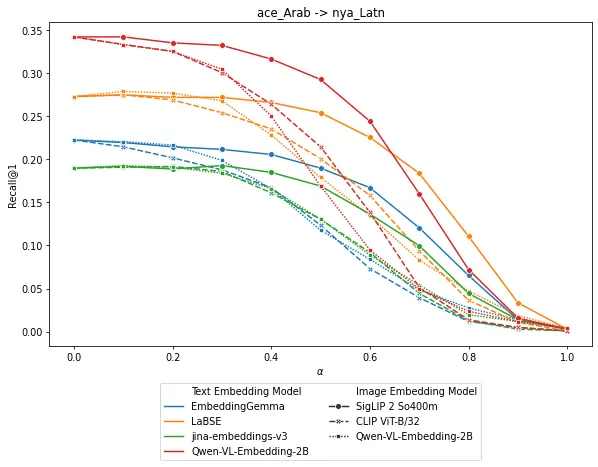 ace_Arab -> nya_Latn
Recall@1
0.35
0.30
0.25
0.20
0.15
0.10
0.05
0.00
0.0 0.2 0.4 0.6 0.8 1.0
α
Text Embedding Model Image Embedding Model
EmbeddingGemma SigLIP 2 So400m
LaBSE CLIP ViT-B/32
jina-embeddings-v3 Qwen-VL-Embedding-2B
Qwen-VL-Embedding-2B